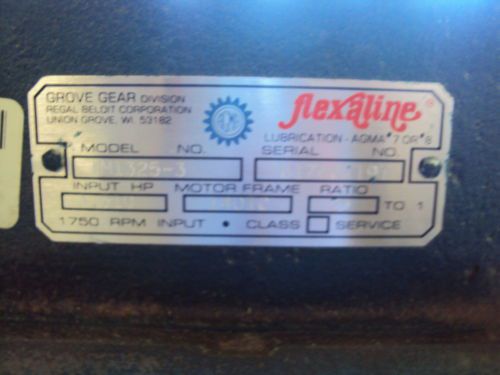 GROVE GEAR DIVISION
REGAL BELOIT CORPORATION
UNION GROVE, WI. 53182
flexaline®
LUBRICATION - AGMA #7 OR #8
MODEL NO.
SERIAL NO.
INPUT HP
MOTOR FRAME
RATIO
TO 1
1750 RPM INPUT • CLASS SERVICE